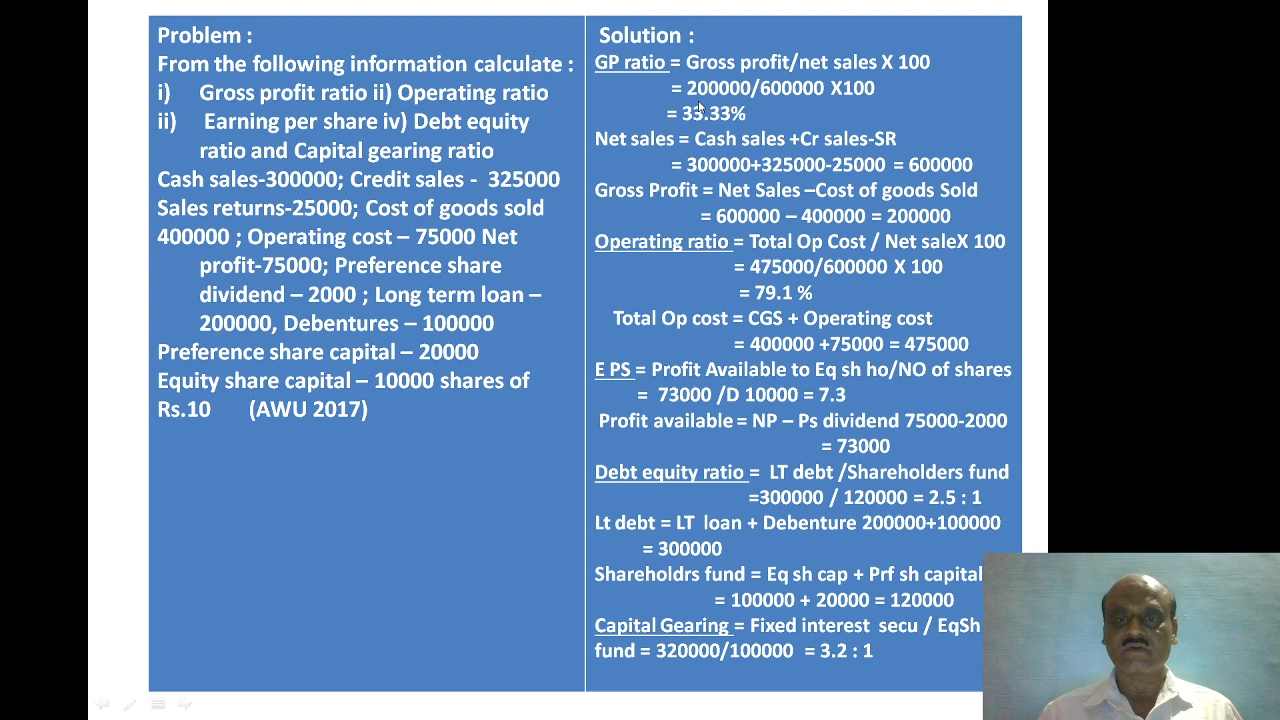 Problem :
From the following information calculate :
i) Gross profit ratio ii) Operating ratio
ii) Earning per share iv) Debt equity
ratio and Capital gearing ratio
Cash sales-300000; Credit sales - 325000
Sales returns-25000; Cost of goods sold
400000 ; Operating cost – 75000 Net
profit-75000; Preference share
dividend – 2000 ; Long term loan –
200000, Debentures – 100000
Preference share capital – 20000
Equity share capital – 10000 shares of
Rs.10 (AWU 2017)
Solution :
GP ratio = Gross profit/net sales X 100
= 200000/600000 X100
= 33.33%
Net sales = Cash sales +Cr sales-SR
= 300000+325000-25000 = 600000
Gross Profit = Net Sales –Cost of goods Sold
= 600000 – 400000 = 200000
Operating ratio = Total Op Cost / Net saleX 100
= 475000/600000 X 100
= 79.1 %
Total Op cost = CGS + Operating cost
= 400000 +75000 = 475000
E PS = Profit Available to Eq sh ho/NO of shares
= 73000 /D 10000 = 7.3
Profit available = NP – Ps dividend 75000-2000
= 73000
Debt equity ratio = LT debt /Shareholders fund
=300000 / 120000 = 2.5 : 1
Lt debt = LT loan + Debenture 200000+100000
= 300000
Shareholdrs fund = Eq sh cap + Prf sh capital
= 100000 + 20000 = 120000
Capital Gearing = Fixed interest secu / EqSh
fund = 320000/100000 = 3.2 : 1